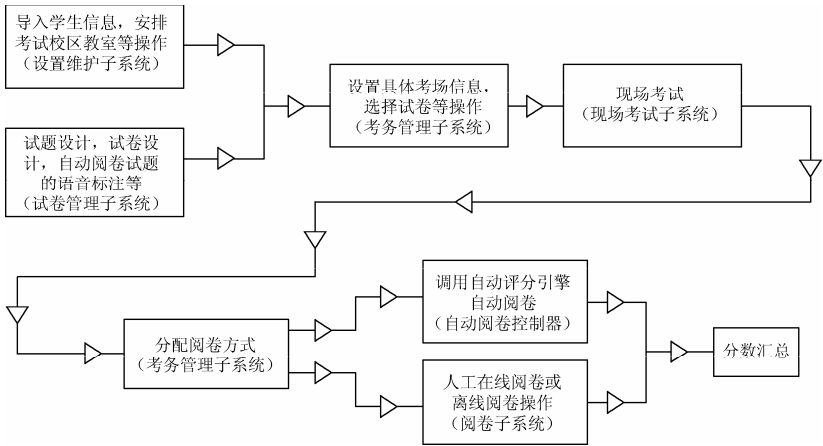 导入学生信息，安排
考试校区教室等操作
（设置维护子系统）
试题设计，试卷设
计，自动阅卷试题
的语音标注等
（试卷管理子系统）
设置具体考场信息，
选择试卷等操作
（考务管理子系统）
现场考试
（现场考试子系统）
分配阅卷方式
（考务管理子系统）
调用自动评分引擎
自动阅卷
（自动阅卷控制器）
人工在线阅卷或
离线阅卷操作
（阅卷子系统）
分数汇总